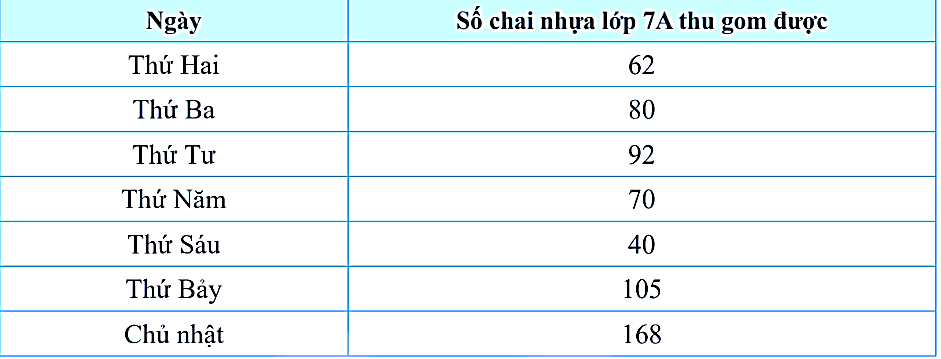 Ngày Số chai nhựa lớp 7A thu gom được
Thứ Hai 62
Thứ Ba 80
Thứ Tư 92
Thứ Năm 70
Thứ Sáu 40
Thứ Bảy 105
Chủ nhật 168